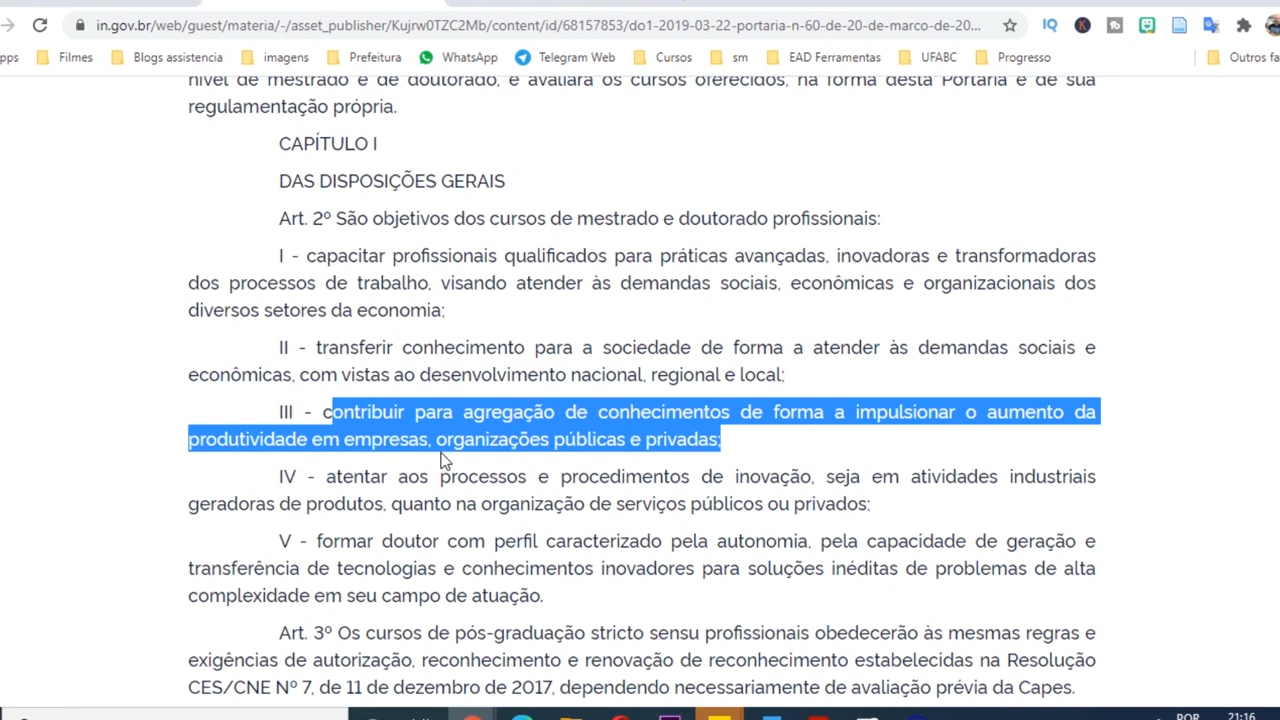 in.gov.br/web/guest/materia/-/asset_publisher/Kujrw0TZC2Mb/content/id/68157853/do1-2019-03-22-portaria-n-60-de-20-de-marco-de-20...
pps Filmes Blogs assistencia imagens Prefeitura WhatsApp Telegram Web Cursos sm EAD Ferramentas UFABC Progresso Outros fa
nível de mestrado e de doutorado, e avaliará os cursos oferecidos, na forma desta Portaria e de sua
regulamentação própria.
CAPÍTULO I
DAS DISPOSIÇÕES GERAIS
Art. 2º São objetivos dos cursos de mestrado e doutorado profissionais:
I - capacitar profissionais qualificados para práticas avançadas, inovadoras e transformadoras
dos processos de trabalho, visando atender às demandas sociais, econômicas e organizacionais dos
diversos setores da economia;
II - transferir conhecimento para a sociedade de forma a atender às demandas sociais e
econômicas, com vistas ao desenvolvimento nacional, regional e local;
III - contribuir para agregação de conhecimentos de forma a impulsionar o aumento da
produtividade em empresas, organizações públicas e privadas;
IV - atentar aos processos e procedimentos de inovação, seja em atividades industriais
geradoras de produtos, quanto na organização de serviços públicos ou privados;
V - formar doutor com perfil caracterizado pela autonomia, pela capacidade de geração e
transferência de tecnologias e conhecimentos inovadores para soluções inéditas de problemas de alta
complexidade em seu campo de atuação.
Art. 3º Os cursos de pós-graduação stricto sensu profissionais obedecerão às mesmas regras e
exigências de autorização, reconhecimento e renovação de reconhecimento estabelecidas na Resolução
CES/CNE Nº 7, de 11 de dezembro de 2017, dependendo necessariamente de avaliação prévia da Capes.
POR 21:16